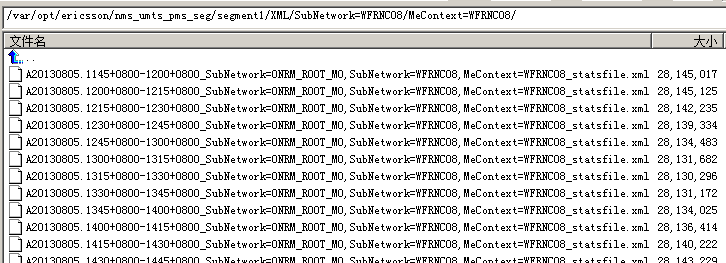 /var/opt/ericsson/nms_umts_pms_seg/segment1/XML/SubNetwork=WFRNC08/MeContext=WFRNC08/
文件名 大小
..
A20130805.1145+0800-1200+0800_SubNetwork=ONRM_ROOT_MO,SubNetwork=WFRNC08,MeContext=WFRNC08_statsfile.xml 28,145,017
A20130805.1200+0800-1215+0800_SubNetwork=ONRM_ROOT_MO,SubNetwork=WFRNC08,MeContext=WFRNC08_statsfile.xml 28,145,125
A20130805.1215+0800-1230+0800_SubNetwork=ONRM_ROOT_MO,SubNetwork=WFRNC08,MeContext=WFRNC08_statsfile.xml 28,142,235
A20130805.1230+0800-1245+0800_SubNetwork=ONRM_ROOT_MO,SubNetwork=WFRNC08,MeContext=WFRNC08_statsfile.xml 28,139,334
A20130805.1245+0800-1300+0800_SubNetwork=ONRM_ROOT_MO,SubNetwork=WFRNC08,MeContext=WFRNC08_statsfile.xml 28,134,483
A20130805.1300+0800-1315+0800_SubNetwork=ONRM_ROOT_MO,SubNetwork=WFRNC08,MeContext=WFRNC08_statsfile.xml 28,131,682
A20130805.1315+0800-1330+0800_SubNetwork=ONRM_ROOT_MO,SubNetwork=WFRNC08,MeContext=WFRNC08_statsfile.xml 28,130,296
A20130805.1330+0800-1345+0800_SubNetwork=ONRM_ROOT_MO,SubNetwork=WFRNC08,MeContext=WFRNC08_statsfile.xml 28,131,172
A20130805.1345+0800-1400+0800_SubNetwork=ONRM_ROOT_MO,SubNetwork=WFRNC08,MeContext=WFRNC08_statsfile.xml 28,134,025
A20130805.1400+0800-1415+0800_SubNetwork=ONRM_ROOT_MO,SubNetwork=WFRNC08,MeContext=WFRNC08_statsfile.xml 28,136,414
A20130805.1415+0800-1430+0800_SubNetwork=ONRM_ROOT_MO,SubNetwork=WFRNC08,MeContext=WFRNC08_statsfile.xml 28,140,222
A20130805.1430+0800-1445+0800_SubNetwork=ONRM_ROOT_MO,SubNetwork=WFRNC08,MeContext=WFRNC08_statsfile.xml 28,143,229